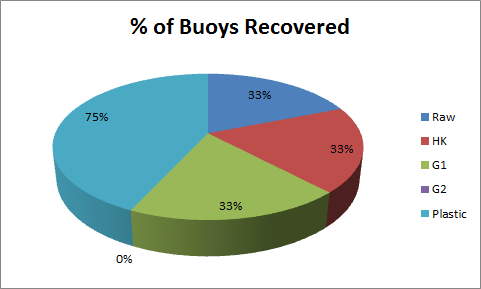 % of Buoys Recovered
33%
75%
33%
33%
0%
Raw
HK
G1
G2
Plastic